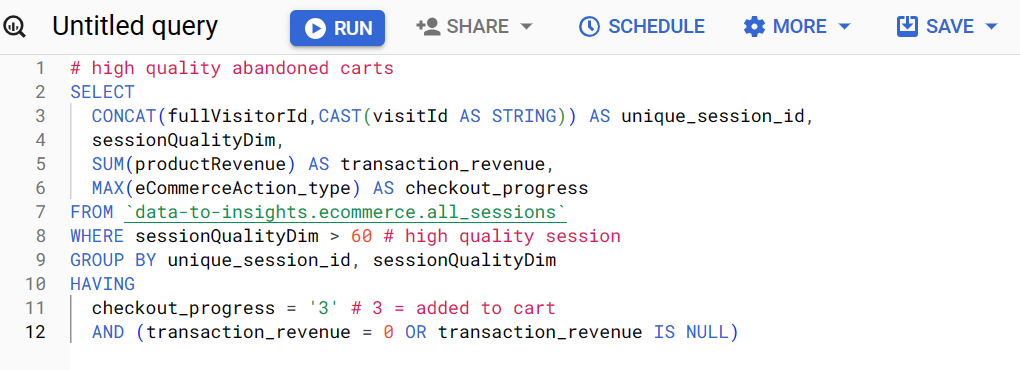 Untitled query RUN SHARE SCHEDULE MORE SAVE
1 # high quality abandoned carts
2 SELECT
3 CONCAT(fullVisitorId,CAST(visitId AS STRING)) AS unique_session_id,
4 sessionQualityDim,
5 SUM(productRevenue) AS transaction_revenue,
6 MAX(eCommerceAction_type) AS checkout_progress
7 FROM `data-to-insights.ecommerce.all_sessions`
8 WHERE sessionQualityDim > 60 # high quality session
9 GROUP BY unique_session_id, sessionQualityDim
10 HAVING
11 checkout_progress = '3' # 3 = added to cart
12 AND (transaction_revenue = 0 OR transaction_revenue IS NULL)